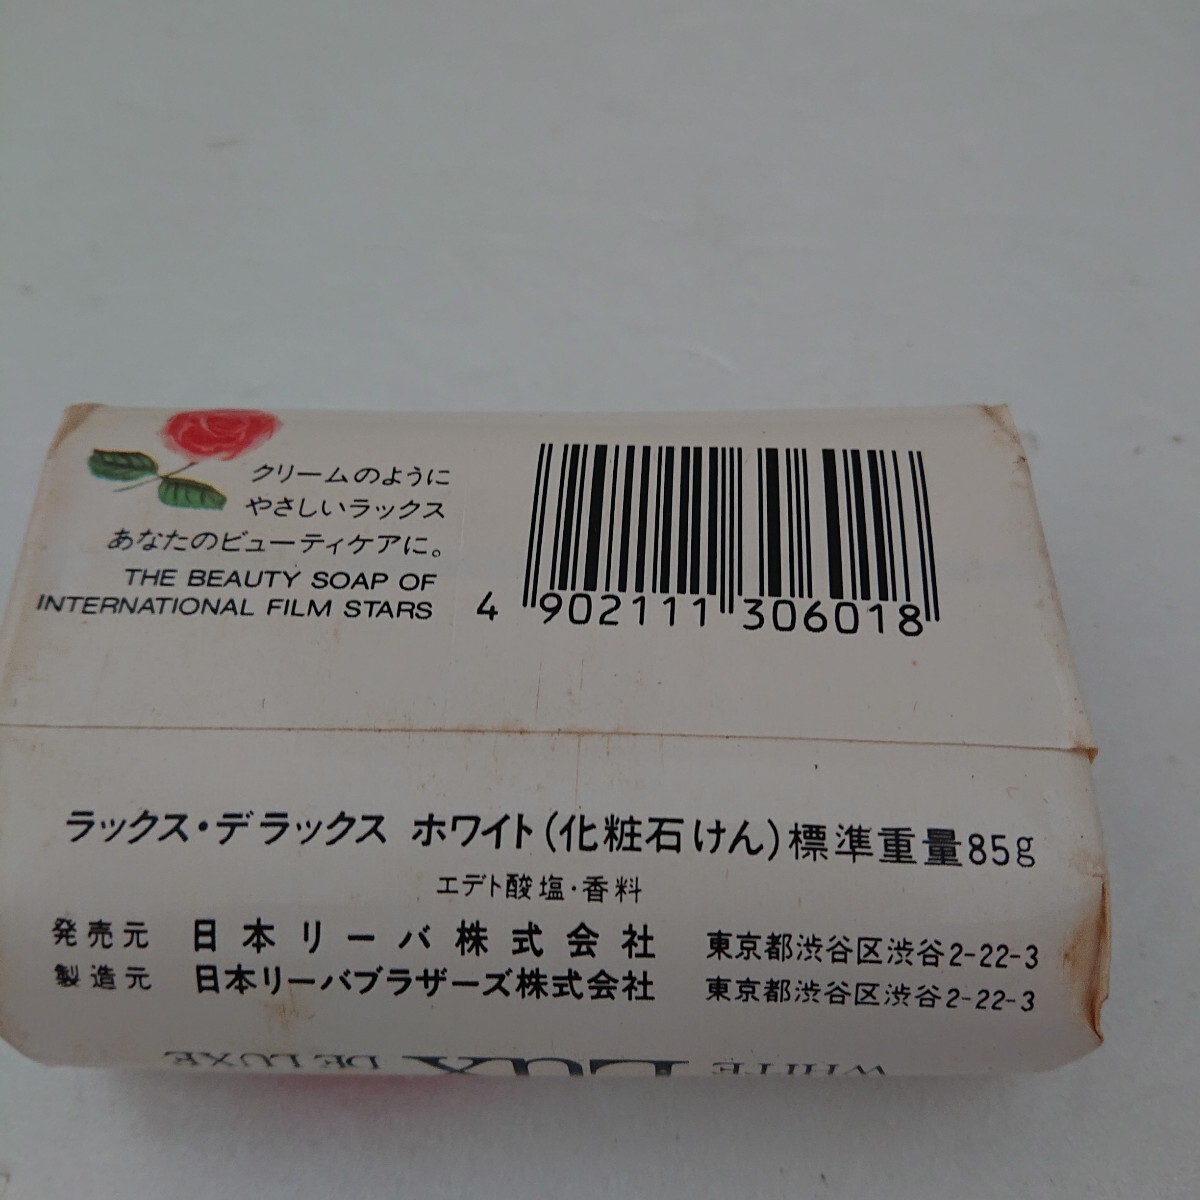 クリームのように
やさしいラックス
あなたのビューティケアに。
THE BEAUTY SOAP OF
INTERNATIONAL FILM STARS
4 902111 306018
ラックス・デラックス ホワイト(化粧石けん)標準重量85g
エデト酸塩・香料
発売元 日本リーバ株式会社 東京都渋谷区渋谷2-22-3
製造元 日本リーバブラザーズ株式会社 東京都渋谷区渋谷2-22-3
WHITE LUX DE LUXE